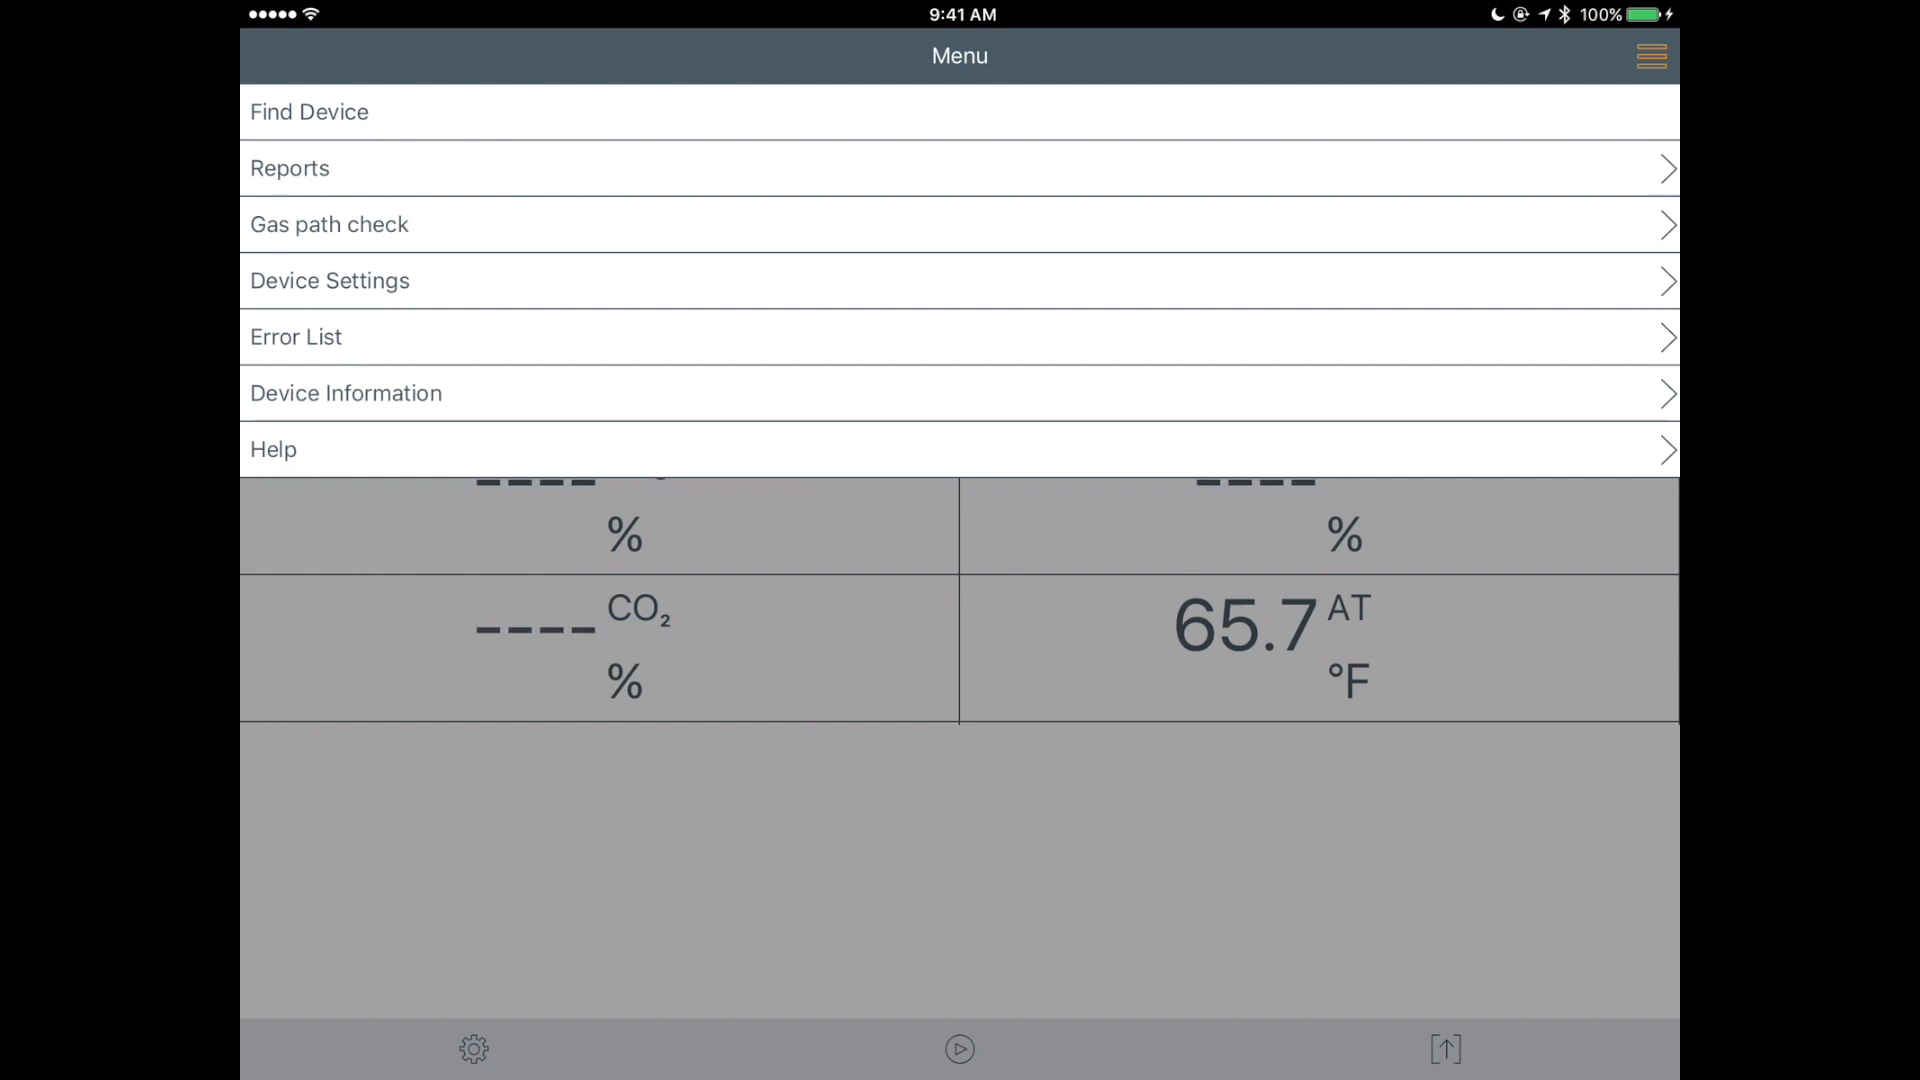 9:41 AM
100%
Menu
Find Device
Reports
Gas path check
Device Settings
Error List
Device Information
Help
---- 
%
----
%
---- CO₂
%
65.7 AT
°F